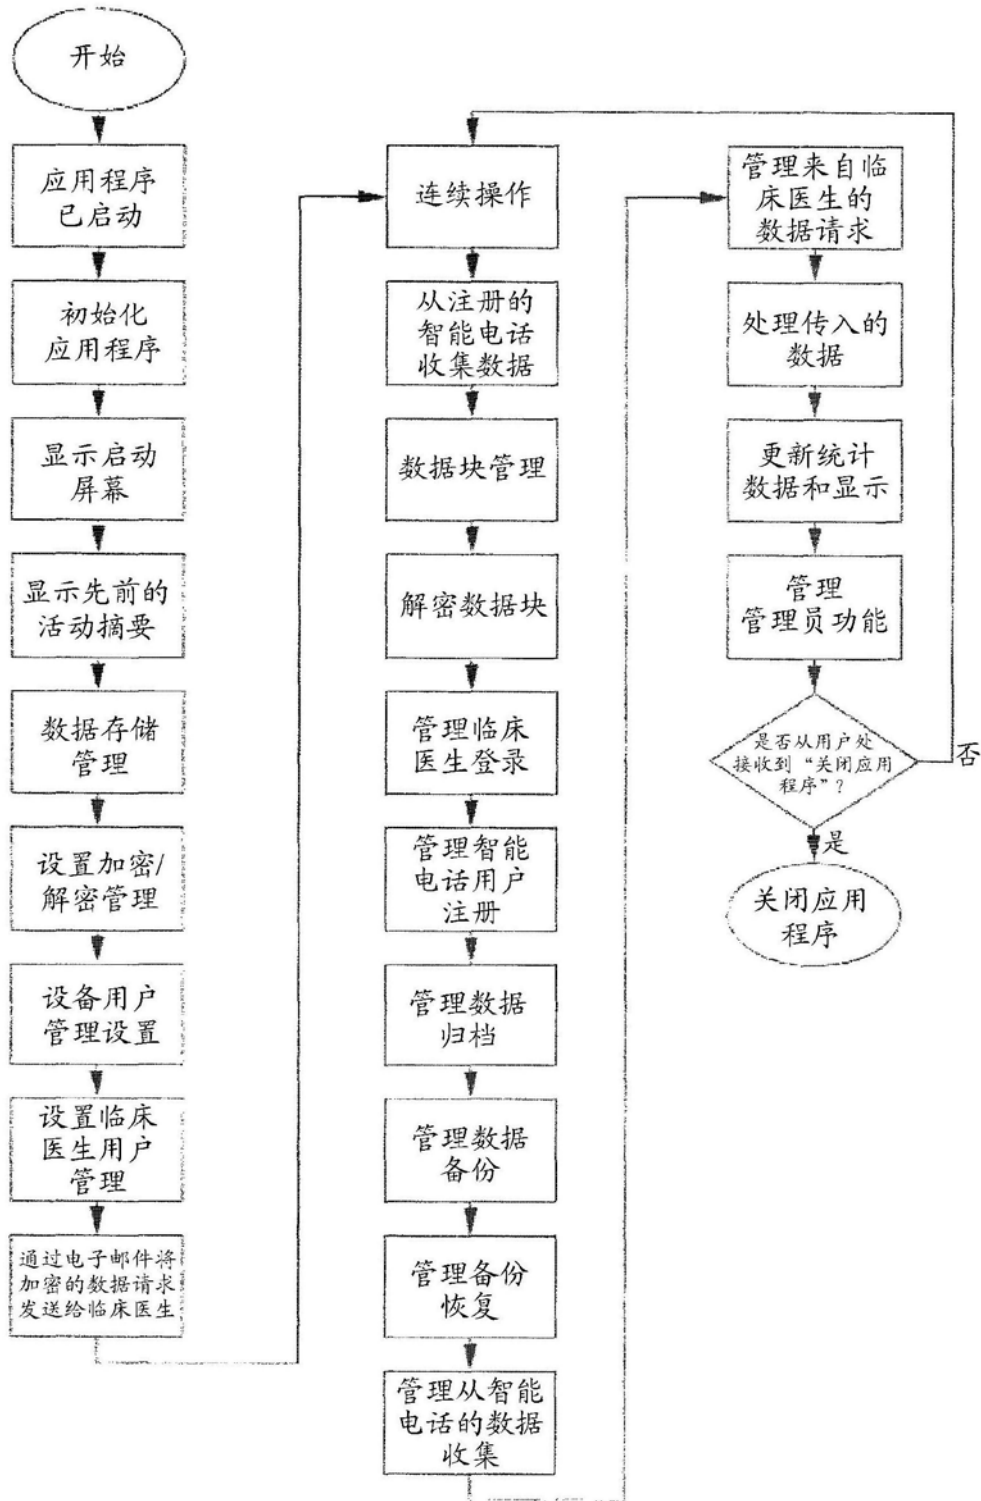 开始
应用程序
已启动
初始化
应用程序
显示启动
屏幕
显示先前的
活动摘要
数据存储
管理
设置加密/
解密管理
设备用户
管理设置
设置临床
医生用户
管理
通过电子邮件将
加密的数据请求
发送给临床医生
连续操作
从注册的
智能电话
收集数据
数据块管理
解密数据块
管理临床
医生登录
管理智能
电话用户
注册
管理数据
归档
管理数据
备份
管理备份
恢复
管理从智能
电话的数据
收集
管理来自临
床医生的
数据请求
处理传入的
数据
更新统计
数据和显示
管理
管理员功能
是否从用户处
接收到“关闭应用
程序”?
否
是
关闭应用
程序